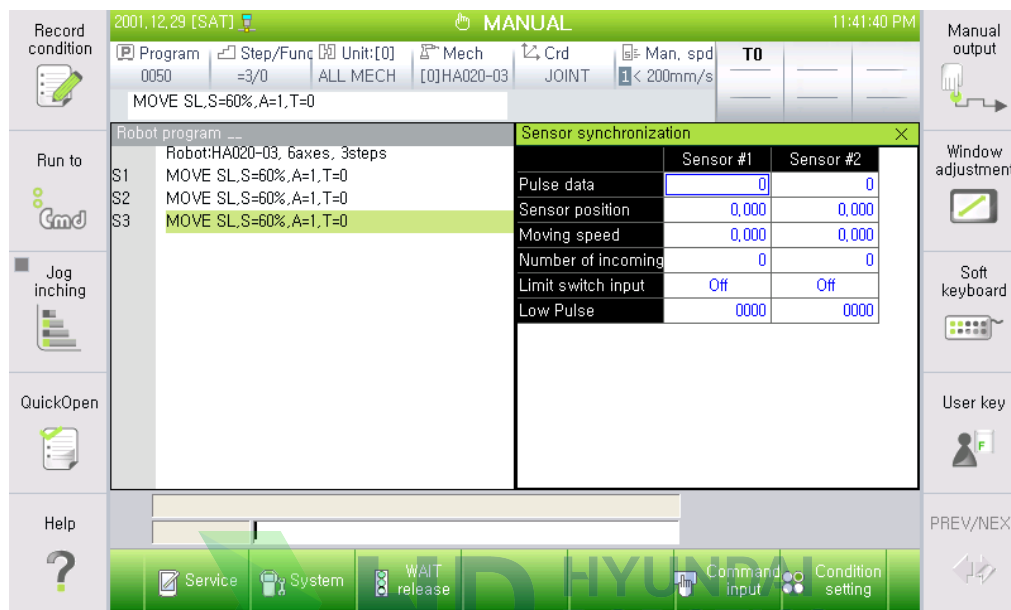 Record condition
2001,12,29 [SAT]
MANUAL
11:41:40 PM
Manual output
P Program
Step/Func
Unit:[0]
Mech
Crd
Man, spd
T0
0050
=3/0
ALL MECH
[0]HA020-03
JOINT
1 < 200mm/s
MOVE SL,S=60%,A=1,T=0
Robot program __
Sensor synchronization
Run to
Cmd
Robot:HA020-03, 6axes, 3steps
S1 MOVE SL,S=60%,A=1,T=0
S2 MOVE SL,S=60%,A=1,T=0
S3 MOVE SL,S=60%,A=1,T=0
Sensor #1 Sensor #2
Pulse data 0 0
Sensor position 0,000 0,000
Moving speed 0,000 0,000
Number of incoming 0 0
Limit switch input Off Off
Low Pulse 0000 0000
Window adjustment
Jog inching
Soft keyboard
QuickOpen
User key
F
Help
PREV/NEX
Service
System
WAIT release
HYUNDAI
Command input
Condition setting